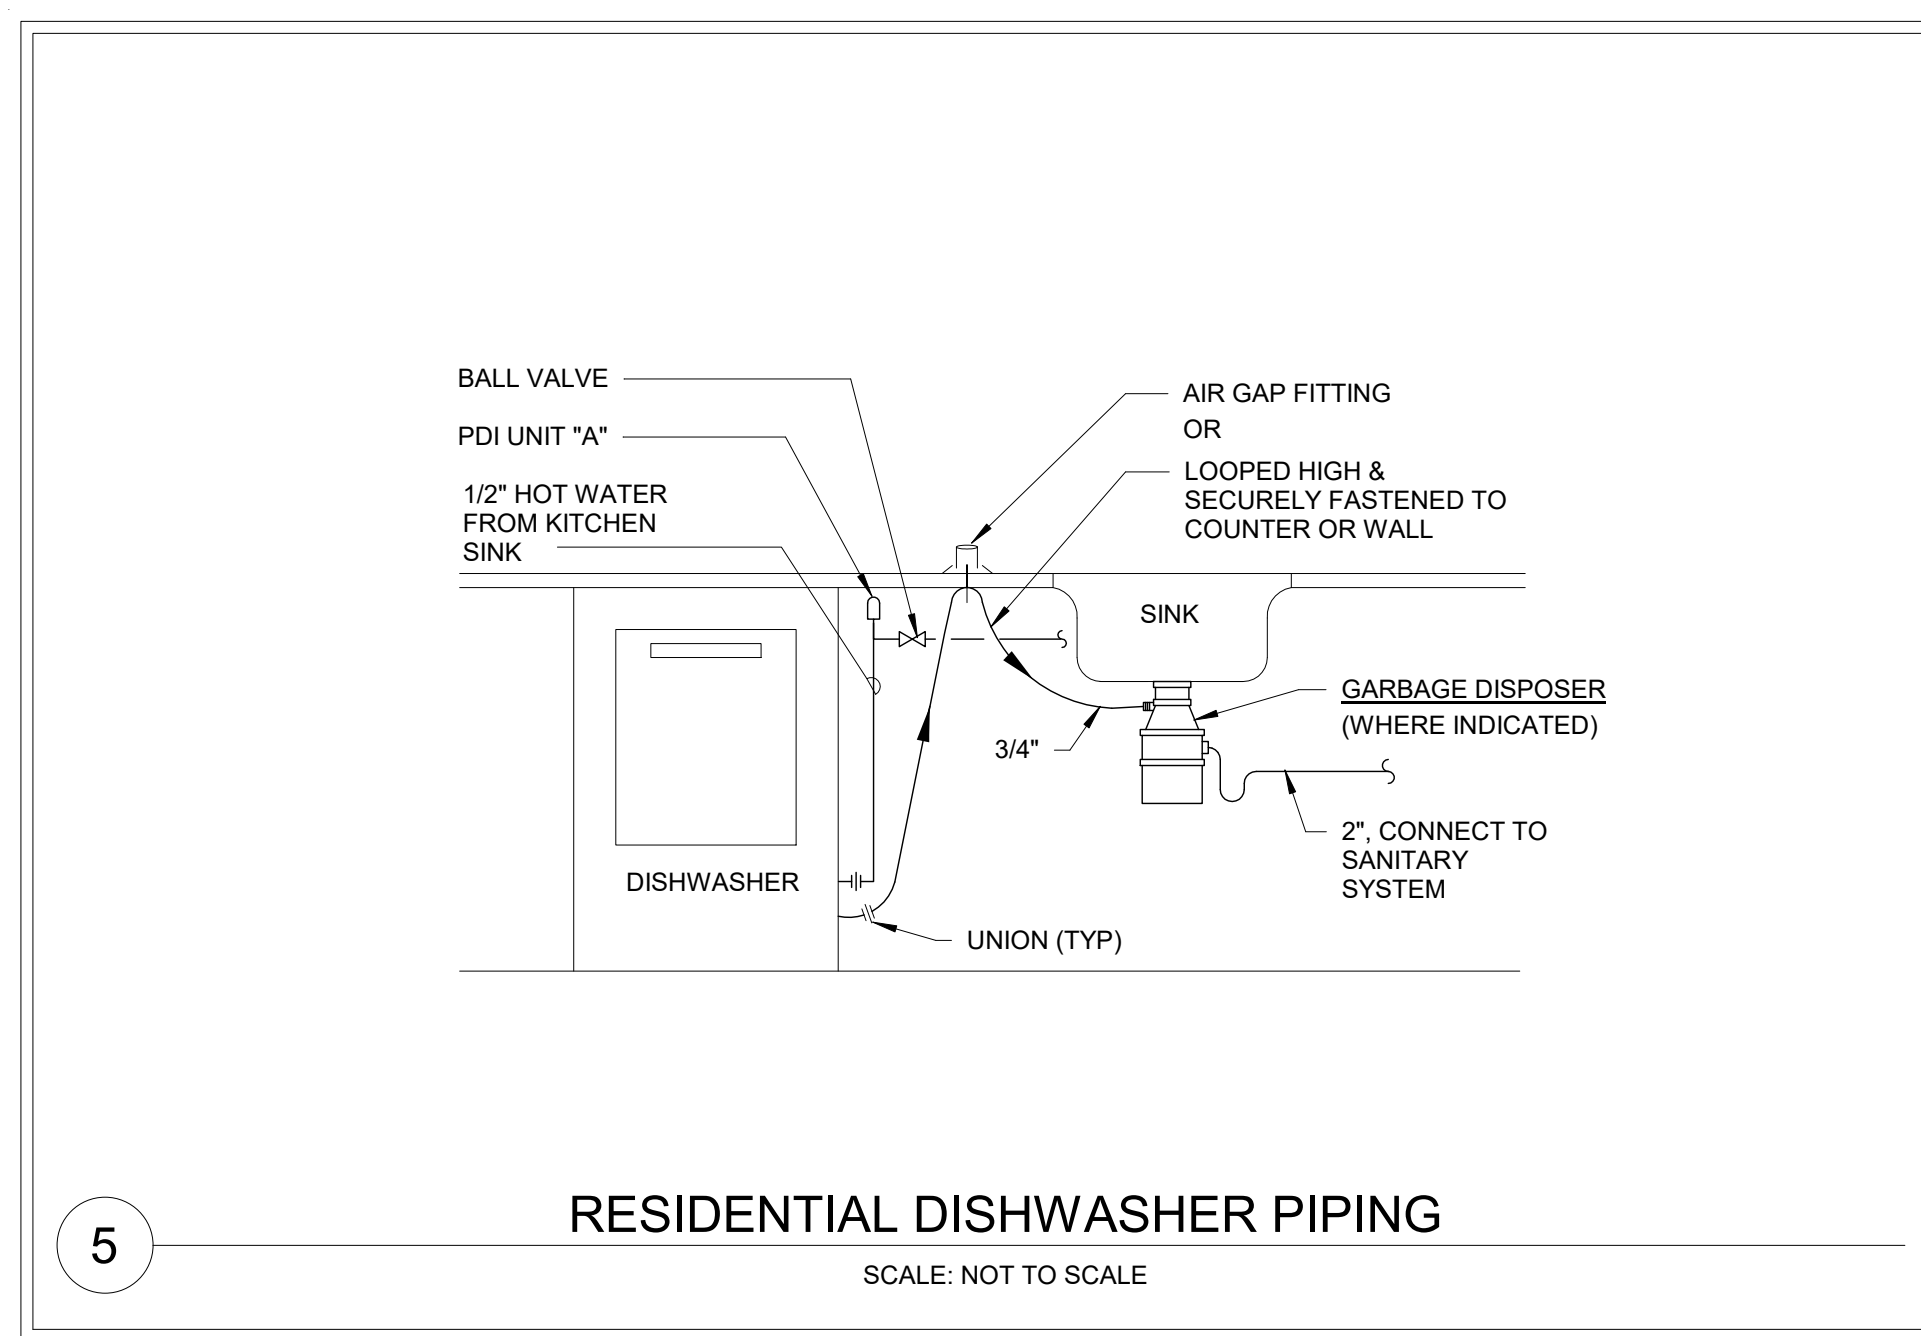 BALL VALVE
PDI UNIT "A"
1/2" HOT WATER
FROM KITCHEN
SINK
AIR GAP FITTING
OR
LOOPED HIGH &
SECURELY FASTENED TO
COUNTER OR WALL
SINK
GARBAGE DISPOSER
(WHERE INDICATED)
3/4"
2", CONNECT TO
SANITARY
SYSTEM
DISHWASHER
UNION (TYP)
RESIDENTIAL DISHWASHER PIPING
5
SCALE: NOT TO SCALE